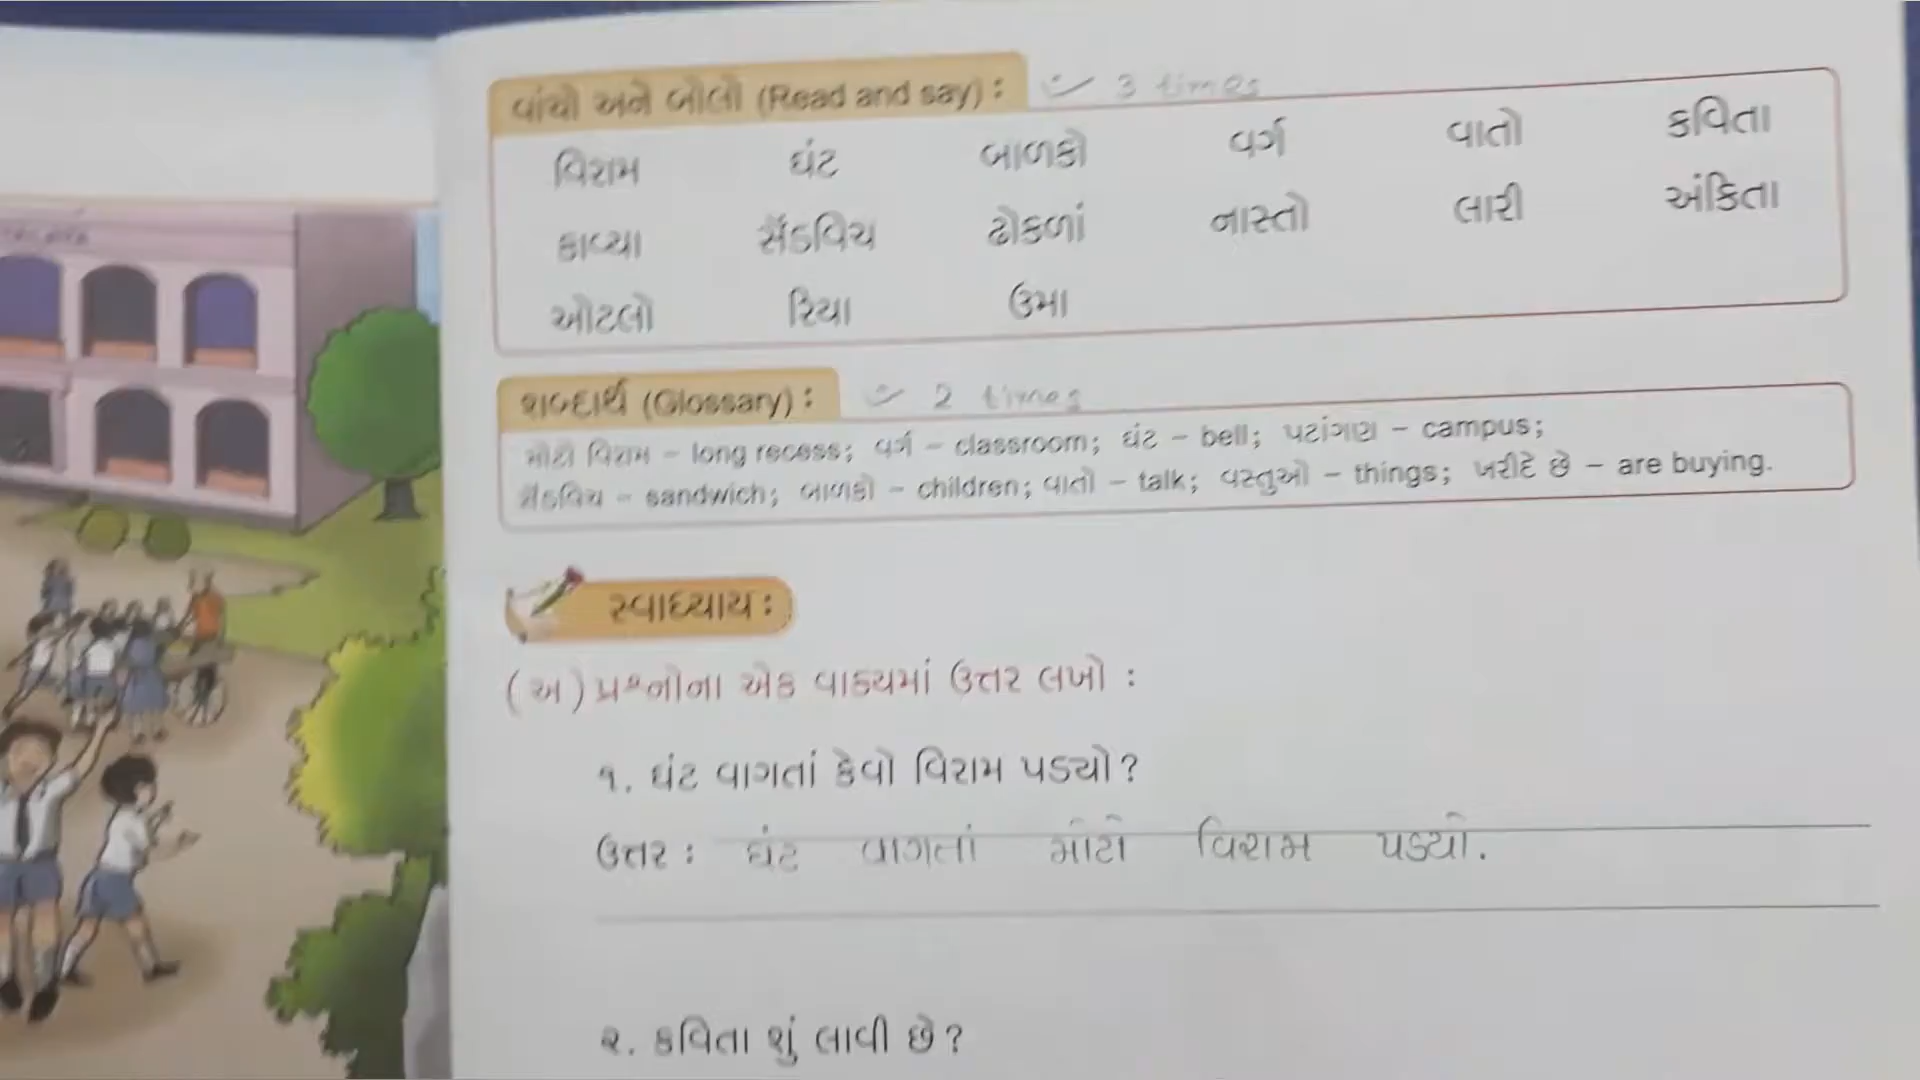 વાંચો અને બોલો (Read and say) : 3 times
વિરામ ઘંટ બાળકો વર્ગ વાતો કવિતા
કાવ્યા સૅંડવિચ ઢોકળાં નાસ્તો લારી અંકિતા
ઓટલો રિયા ઉમા
શબ્દાર્થ (Glossary) : 2 times
મોટો વિરામ – long recess; વર્ગ – classroom; ઘંટ – bell; પટાંગણ – campus;
સૅંડવિચ – sandwich; બાળકો – children; વાતો – talk; વસ્તુઓ – things; ખરીદે છે – are buying.
સ્વાધ્યાય :
(અ) પ્રશ્નોના એક વાક્યમાં ઉત્તર લખો :
૧. ઘંટ વાગતાં કેવો વિરામ પડ્યો?
ઉત્તર : ઘંટ વાગતાં મોટો વિરામ પડ્યો.
૨. કવિતા શું લાવી છે?